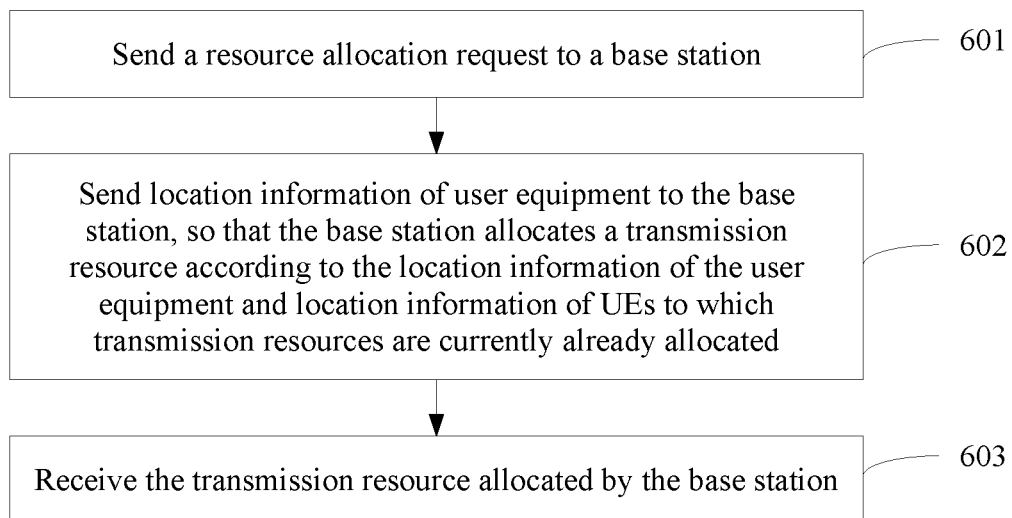 Send a resource allocation request to a base station
601
Send location information of user equipment to the base
station, so that the base station allocates a transmission
resource according to the location information of the user
equipment and location information of UEs to which
transmission resources are currently already allocated
602
Receive the transmission resource allocated by the base station
603